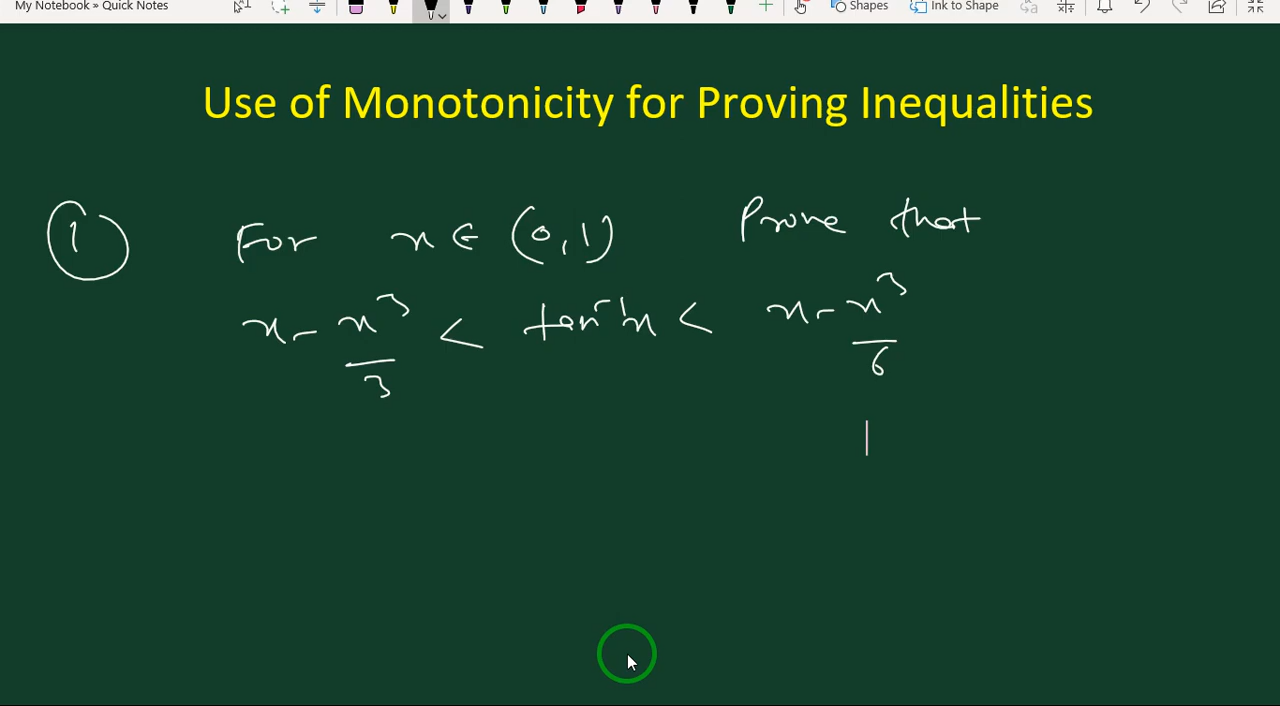 My Notebook » Quick Notes Shapes Ink to Shape
Use of Monotonicity for Proving Inequalities
① For x ∈ (0,1) Prove that
x - x³/3 < tan⁻¹x < x - x³/6